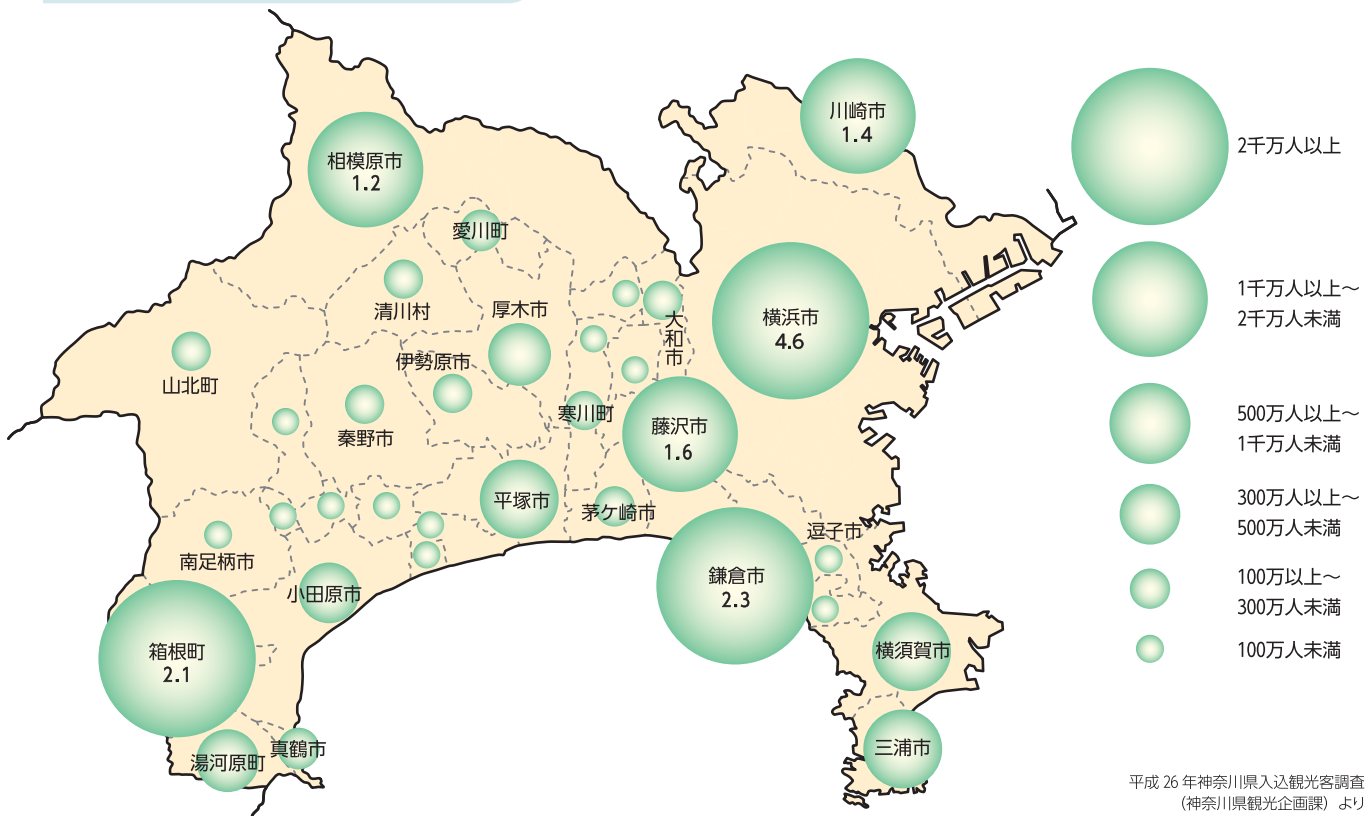 川崎市
1.4
相模原市
1.2
愛川町
清川村
厚木市
大和市
横浜市
4.6
山北町
伊勢原市
秦野市
寒川町
藤沢市
1.6
平塚市
茅ケ崎市
逗子市
南足柄市
小田原市
鎌倉市
2.3
箱根町
2.1
横須賀市
湯河原町
真鶴市
三浦市
2千万人以上
1千万人以上～
2千万人未満
500万人以上～
1千万人未満
300万人以上～
500万人未満
100万以上～
300万人未満
100万人未満
平成 26 年神奈川県入込観光客調査
（神奈川県観光企画課）より